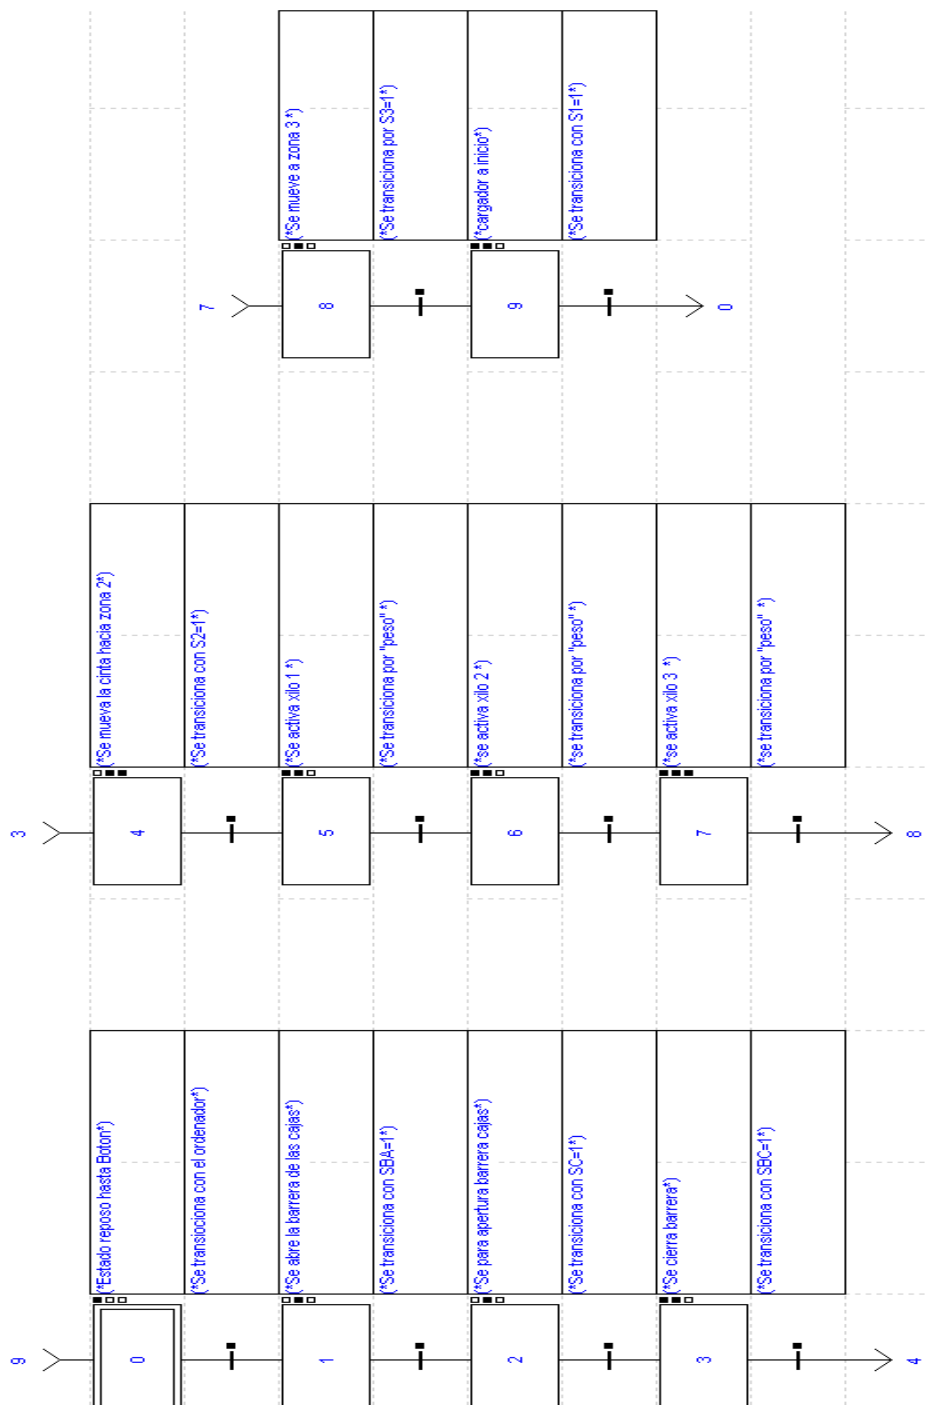 9
0
(*Estado reposo hasta Boton*)
(*Se transiociona con el ordenador*)
1
(*Se abre la barrera de las cajas*)
(*Se transiciona con SBA=1*)
2
(*Se para apertura barrera cajas*)
(*Se transiciona con SC=1*)
3
(*Se cierra barrera*)
(*Se transiciona con SBC=1*)
4
3
4
(*Se mueva la cinta hacia zona 2*)
(*Se transiciona con S2=1*)
5
(*Se activa xilo 1 *)
(*Se transiciona por "peso" *)
6
(*se activa xilo 2 *)
(*se transiciona por "peso" *)
7
(*se activa xilo 3 *)
(*se transiciona por "peso" *)
8
7
8
(*Se mueve a zona 3 *)
(*Se transiciona por S3=1*)
9
(*cargador a inicio*)
(*Se transiciona con S1=1*)
0